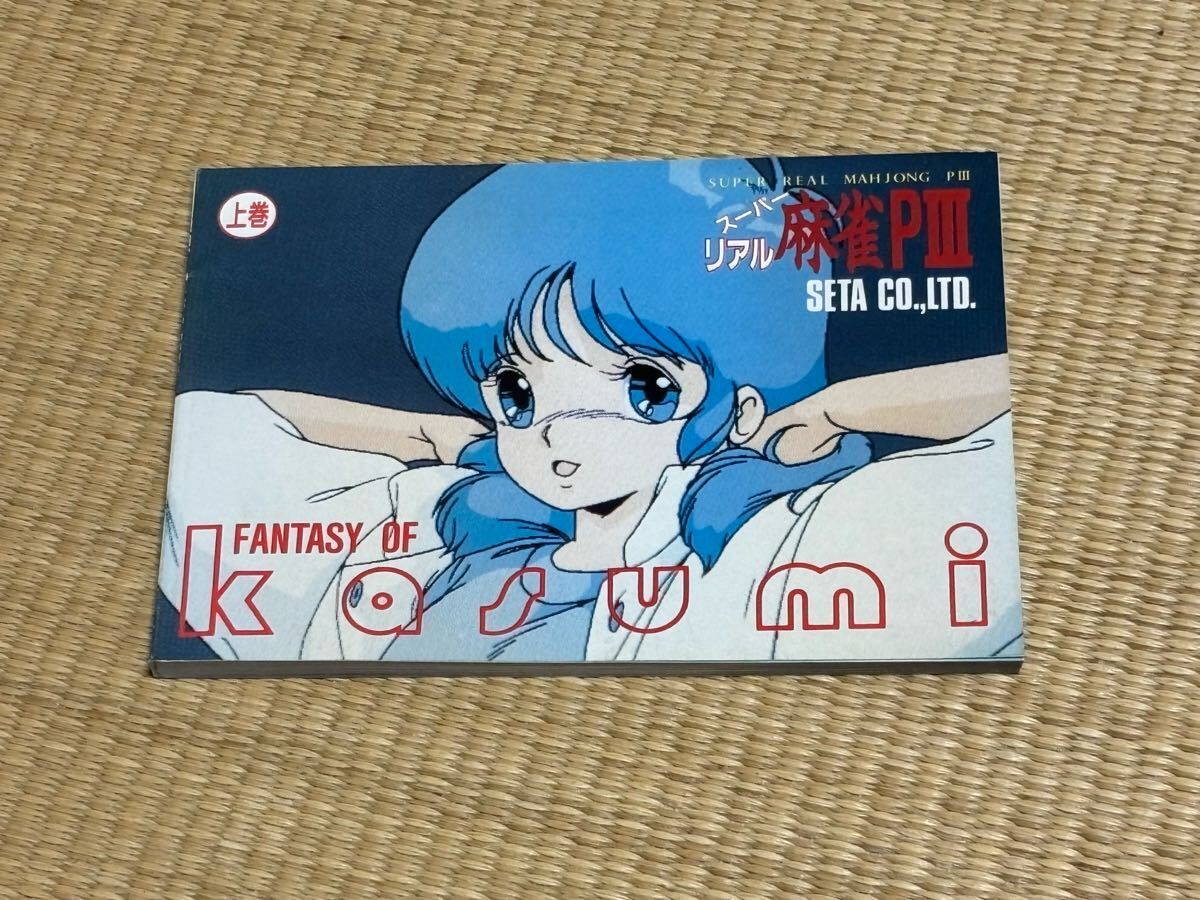 上巻
SUPER REAL MAHJONG PIII
スーパー
リアル麻雀PIII
SETA CO.,LTD.
FANTASY OF
kasumi